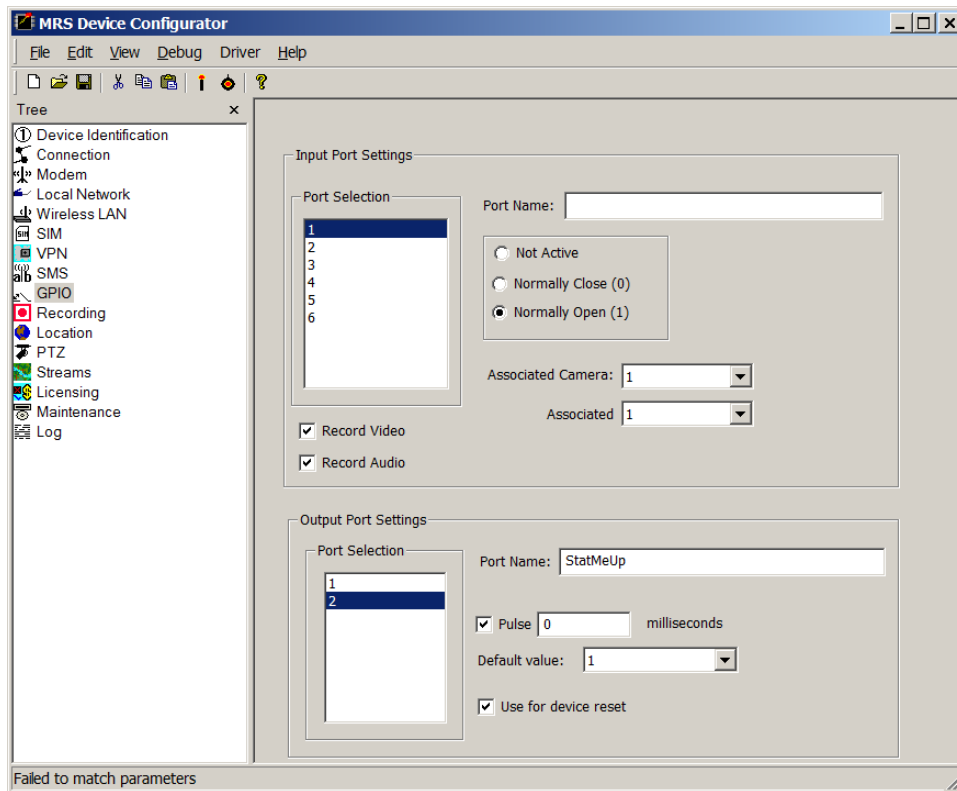 MRS Device Configurator
File Edit View Debug Driver Help
Tree
Device Identification
Connection
Modem
Local Network
Wireless LAN
SIM
VPN
SMS
GPIO
Recording
Location
PTZ
Streams
Licensing
Maintenance
Log
Input Port Settings
Port Selection
1
2
3
4
5
6
Port Name:
Not Active
Normally Close (0)
Normally Open (1)
Associated Camera: 1
Associated 1
Record Video
Record Audio
Output Port Settings
Port Selection
1
2
Port Name: StatMeUp
Pulse 0 milliseconds
Default value: 1
Use for device reset
Failed to match parameters